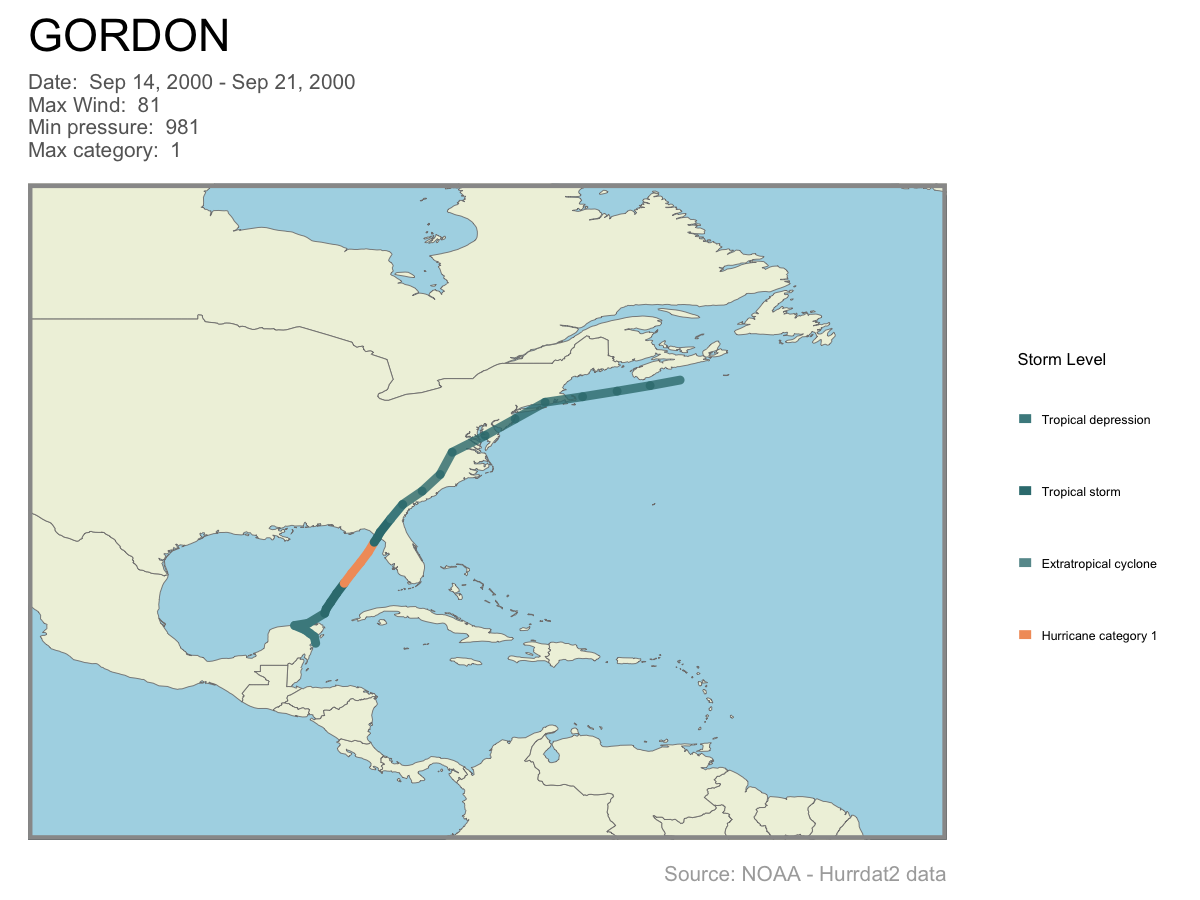 GORDON
Date:  Sep 14, 2000 - Sep 21, 2000
Max Wind:  81
Min pressure:  981
Max category:  1
Storm Level
Tropical depression
Tropical storm
Extratropical cyclone
Hurricane category 1
Source: NOAA - Hurrdat2 data